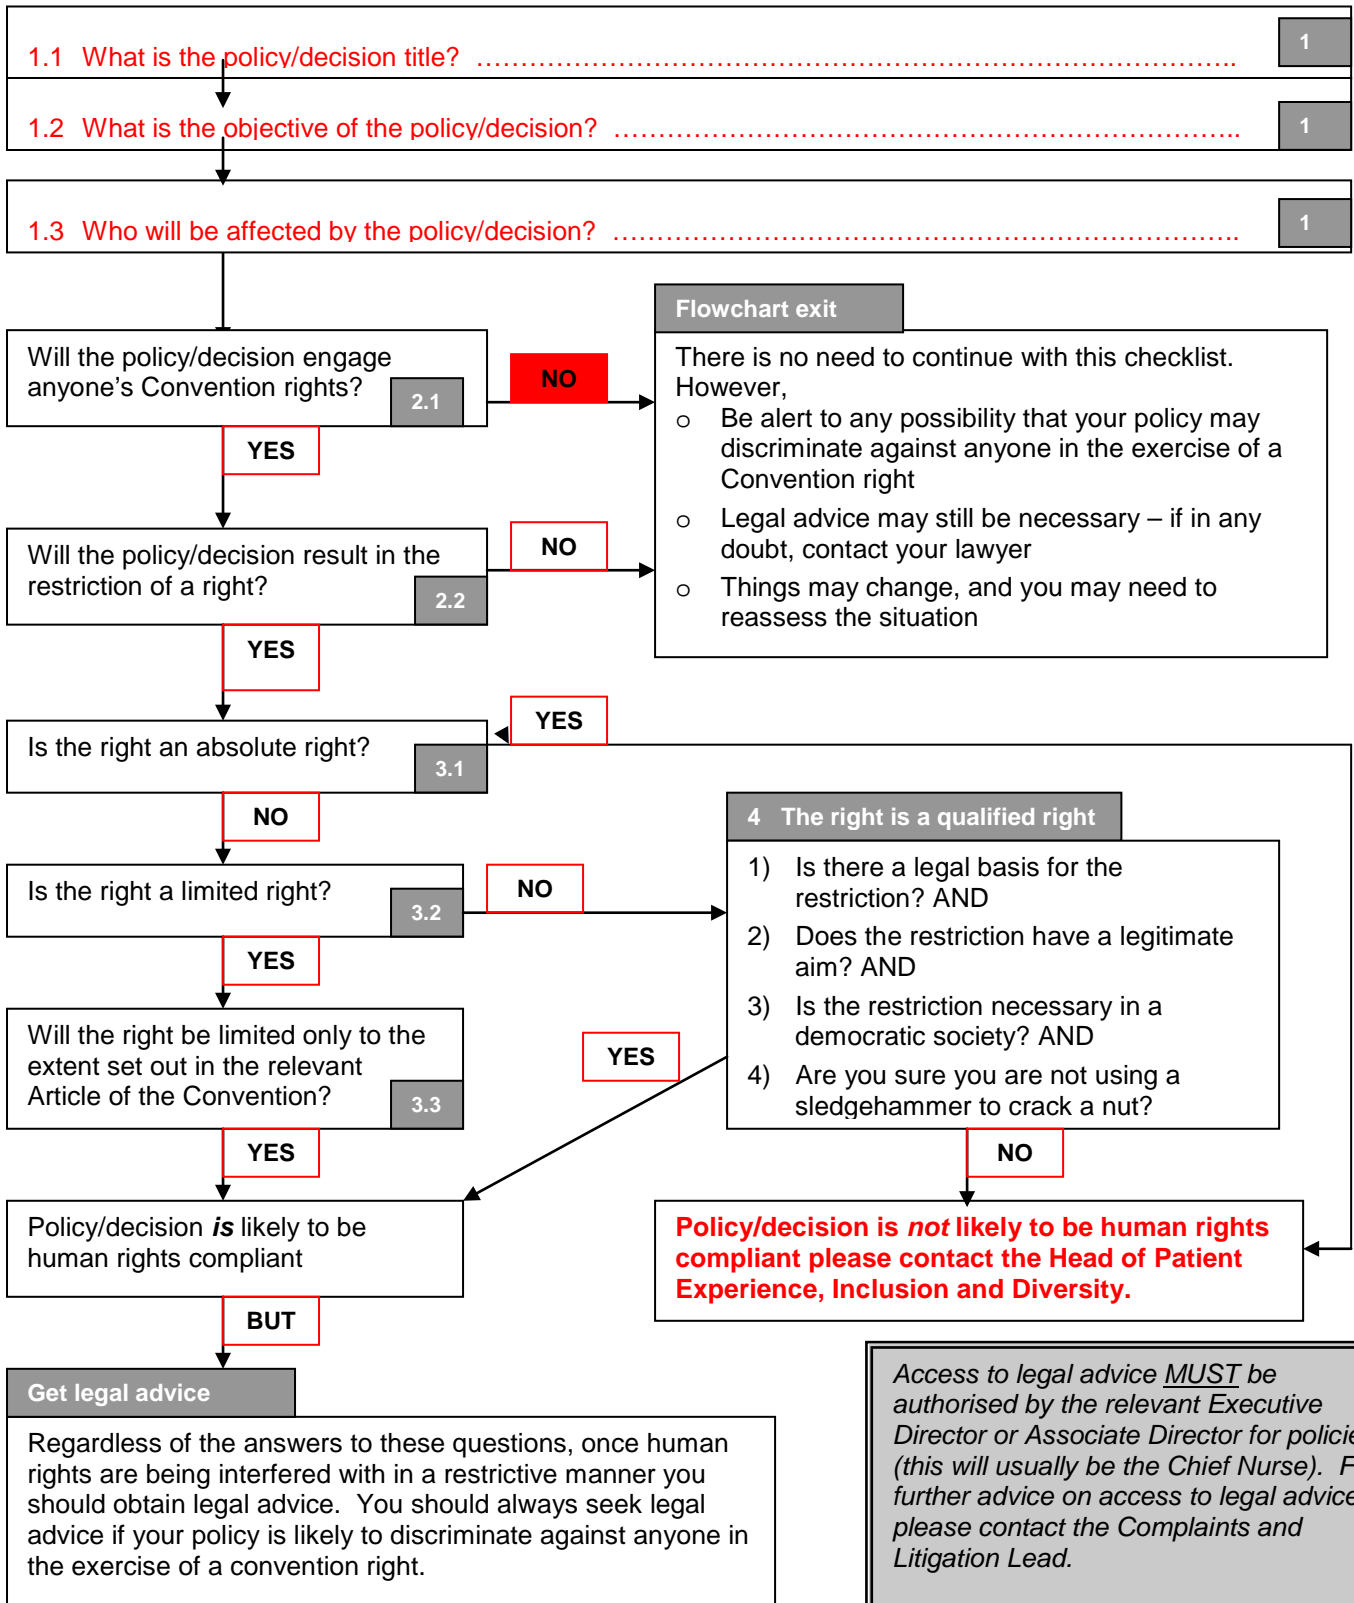 1.1 What is the policy/decision title? ………………………………………………………………………..
1
1.2 What is the objective of the policy/decision? …………………………………………………………..
1
1.3 Who will be affected by the policy/decision? …………………………………………………………..
1
Will the policy/decision engage
anyone’s Convention rights?
2.1
NO
YES
Flowchart exit
There is no need to continue with this checklist.
However,
o Be alert to any possibility that your policy may
discriminate against anyone in the exercise of a
Convention right
o Legal advice may still be necessary – if in any
doubt, contact your lawyer
o Things may change, and you may need to
reassess the situation
Will the policy/decision result in the
restriction of a right?
2.2
NO
YES
Is the right an absolute right?
3.1
YES
NO
Is the right a limited right?
3.2
NO
YES
4 The right is a qualified right
1) Is there a legal basis for the
restriction? AND
2) Does the restriction have a legitimate
aim? AND
3) Is the restriction necessary in a
democratic society? AND
4) Are you sure you are not using a
sledgehammer to crack a nut?
Will the right be limited only to the
extent set out in the relevant
Article of the Convention?
3.3
YES
YES
NO
Policy/decision is likely to be
human rights compliant
BUT
Policy/decision is not likely to be human rights
compliant please contact the Head of Patient
Experience, Inclusion and Diversity.
Get legal advice
Regardless of the answers to these questions, once human
rights are being interfered with in a restrictive manner you
should obtain legal advice. You should always seek legal
advice if your policy is likely to discriminate against anyone in
the exercise of a convention right.
Access to legal advice MUST be
authorised by the relevant Executive
Director or Associate Director for
(this will usually be the Chief Nurse).
further advice on access to legal advice
please contact the Complaints and
Litigation Lead.